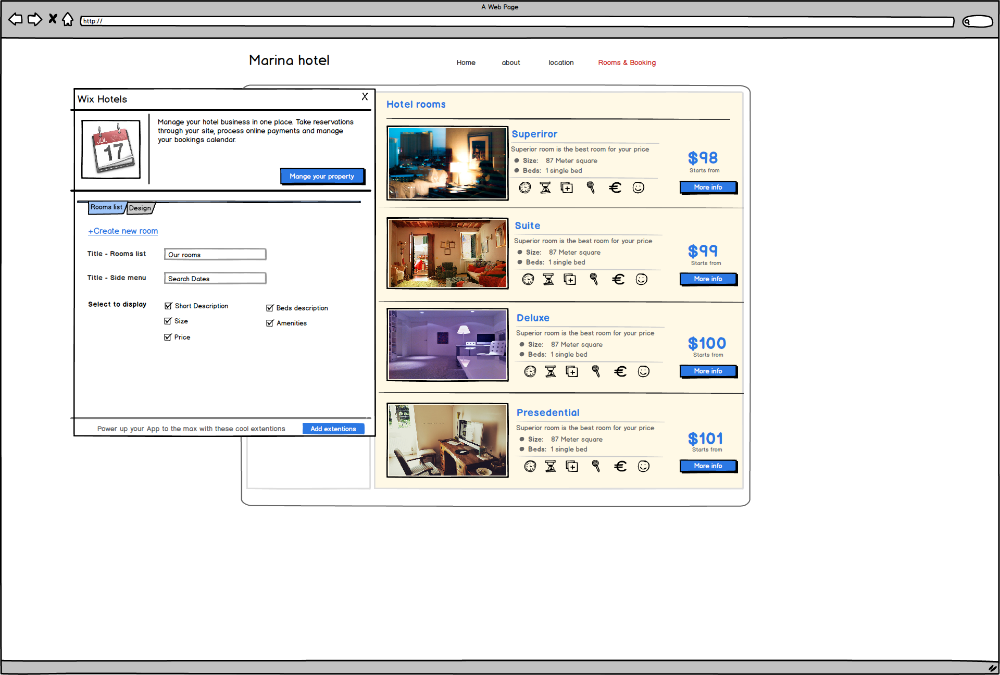 A Web Page
http://
Marina hotel
Home
about
location
Rooms & Booking
Wix Hotels
X
JUL
17
Manage your hotel business in one place. Take reservations
through your site, process online payments and manage
your bookings calendar.
Mange your property
Rooms list
Design
+Create new room
Title - Rooms list
Our rooms
Title - Side menu
Search Dates
Select to display
Short Description
Beds description
Size
Amenities
Price
Power up your App to the max with these cool extentions
Add extentions
Hotel rooms
Superiror
Superior room is the best room for your price
Size: 87 Meter square
Beds: 1 single bed
$98
Starts from
More info
Suite
Superior room is the best room for your price
Size: 87 Meter square
Beds: 1 single bed
$99
Starts from
More info
Deluxe
Superior room is the best room for your price
Size: 87 Meter square
Beds: 1 single bed
$100
Starts from
More info
Presedential
Superior room is the best room for your price
Size: 87 Meter square
Beds: 1 single bed
$101
Starts from
More info